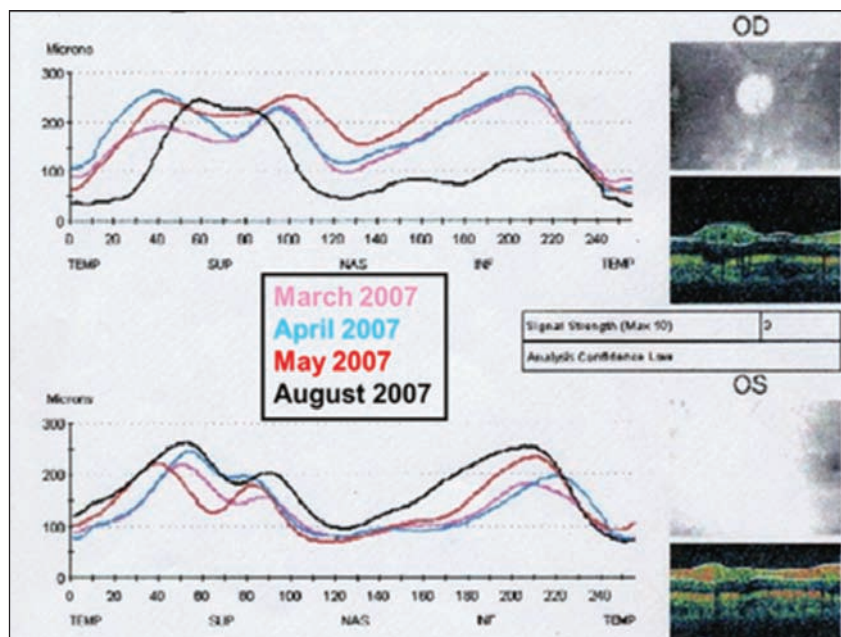 OD
Microns
300
200
100
0
0 20 40 60 80 100 120 140 160 180 200 220 240
TEMP SUP NAS INF TEMP
March 2007
April 2007
May 2007
August 2007
Signal Strength (Max 10)
Analysis Confidence Low
OS
Microns
300
200
100
0
0 20 40 60 80 100 120 140 160 180 200 220 240
TEMP SUP NAS INF TEMP